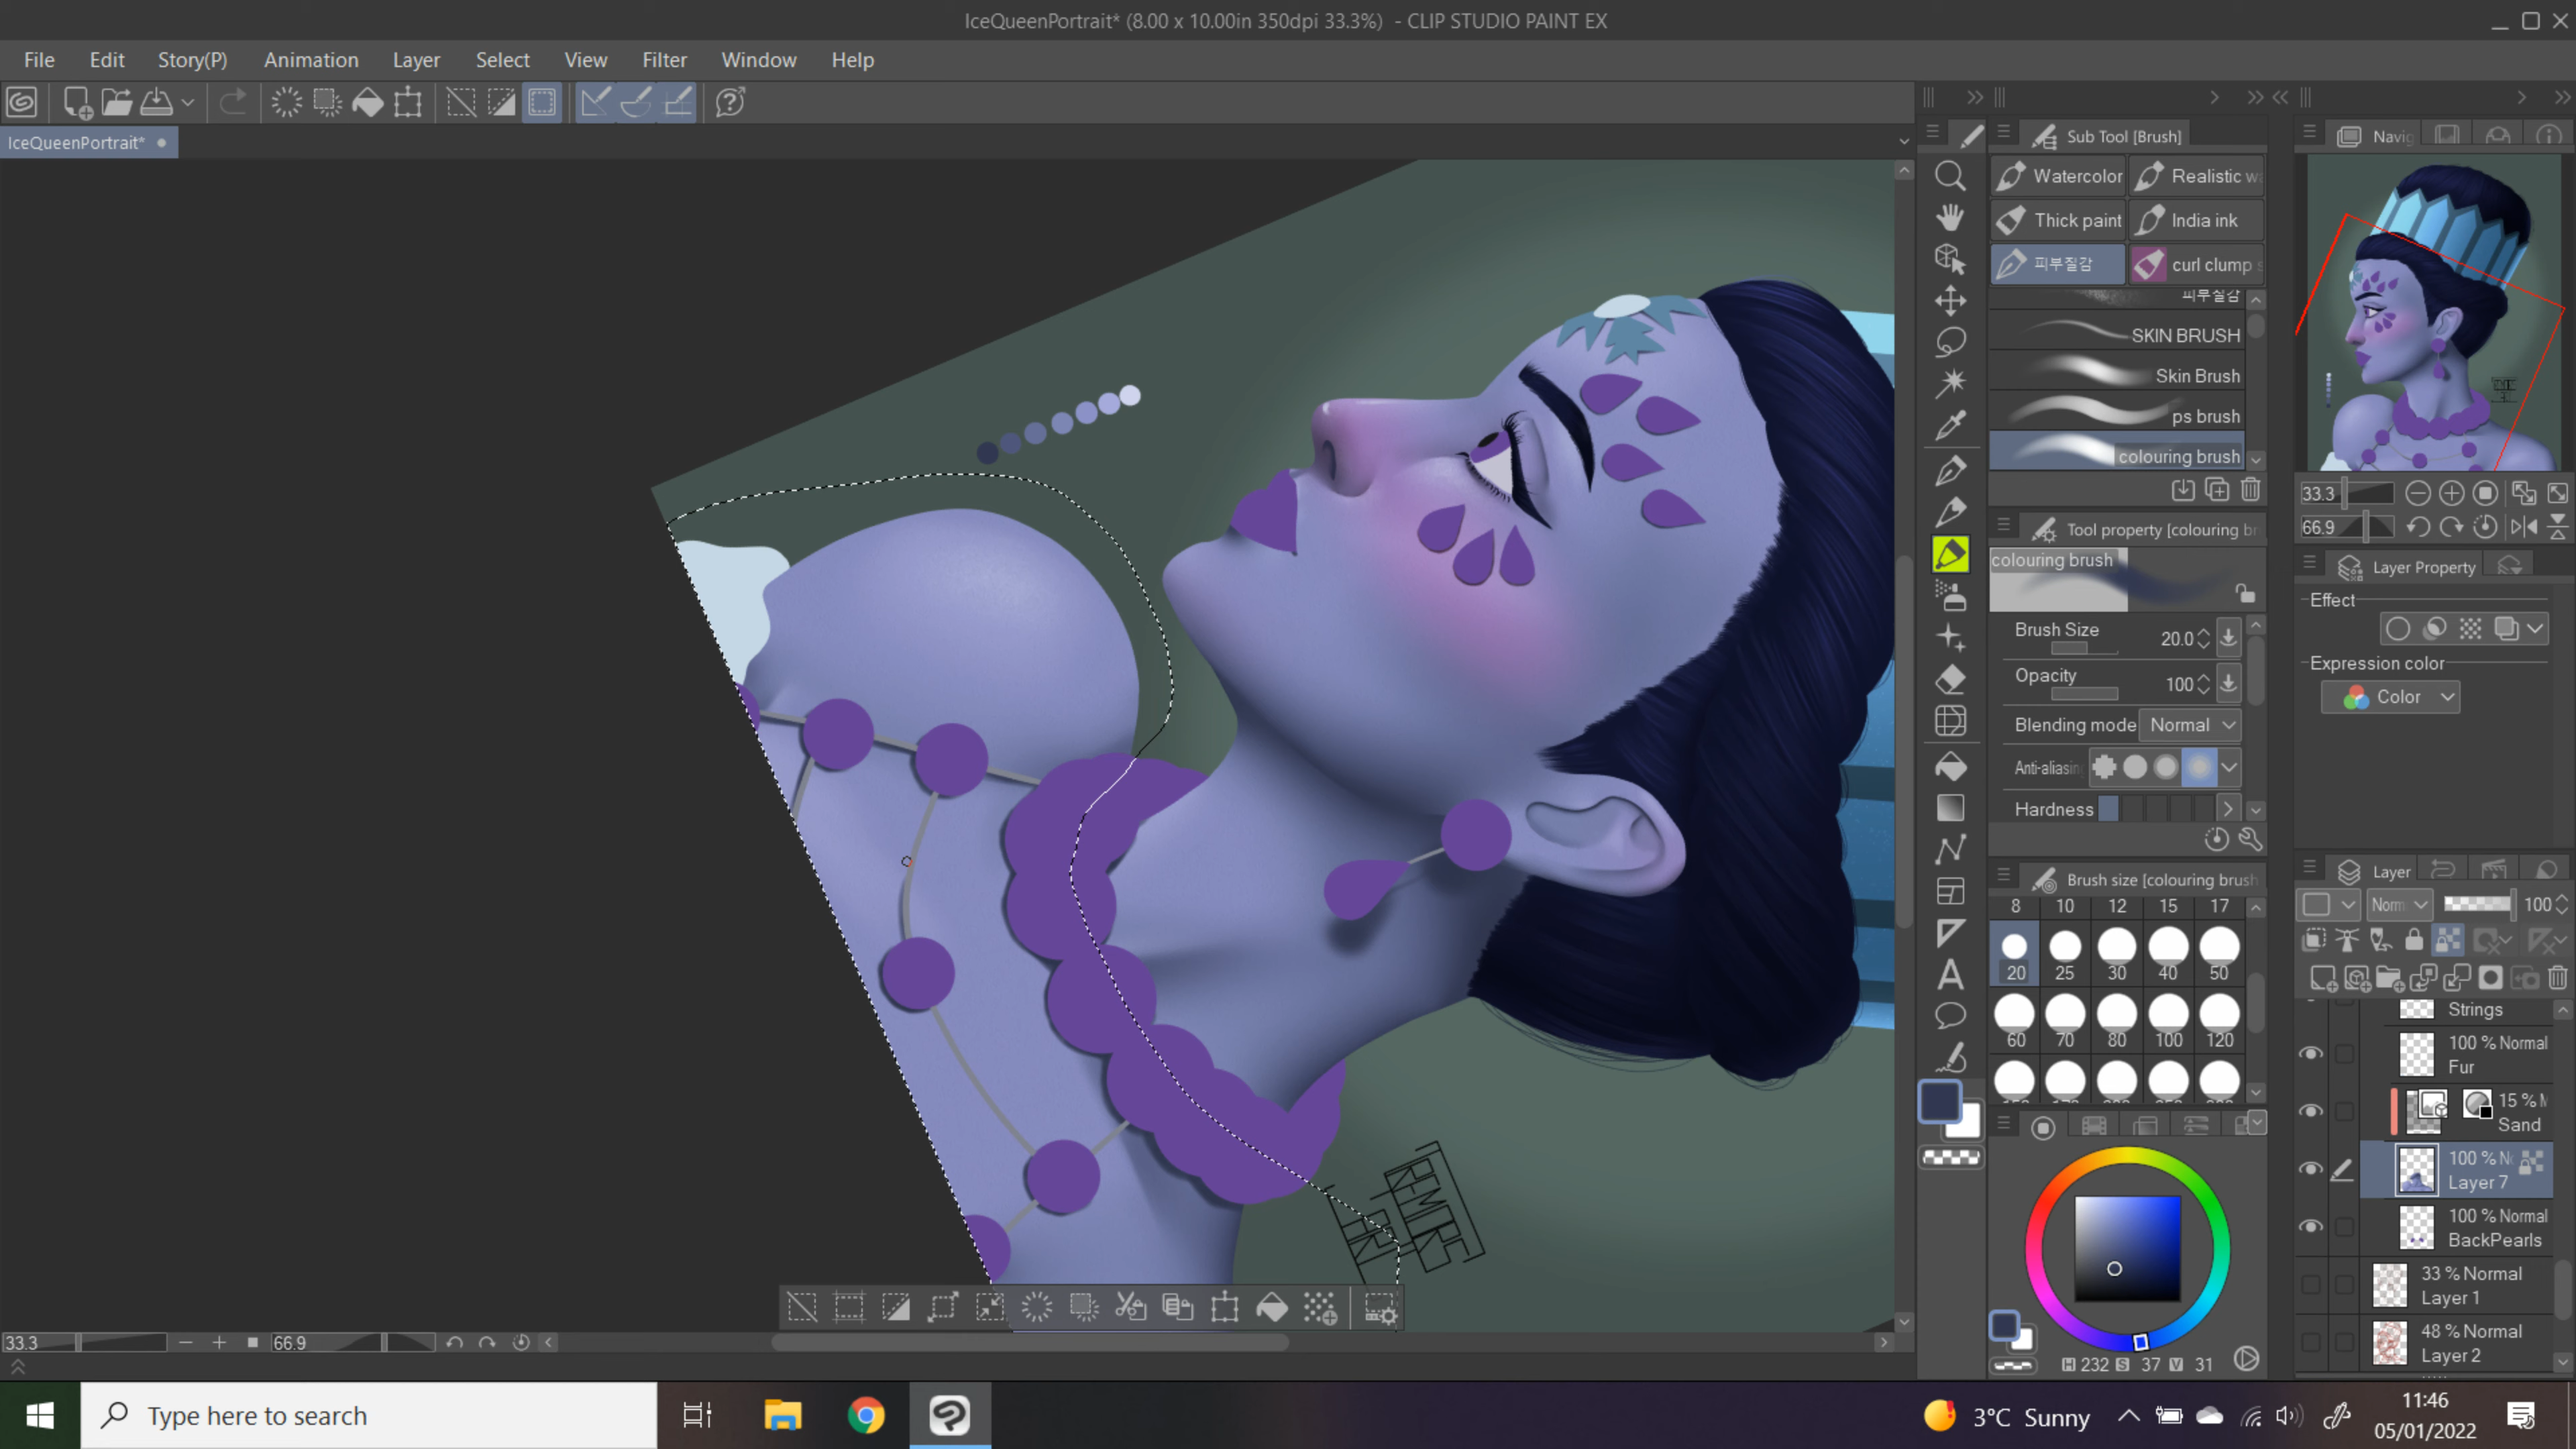 IceQueenPortrait* (8.00 x 10.00in 350dpi 33.3%) - CLIP STUDIO PAINT EX
File Edit Story(P) Animation Layer Select View Filter Window Help
IceQueenPortrait*
Sub Tool [Brush]
Watercolor
Realistic
Thick paint
India ink
피부질감
curl clump
피부질감
SKIN BRUSH
Skin Brush
ps brush
colouring brush
Tool property [colouring
colouring brush
Brush Size 20.0
Opacity 100
Blending mode Normal
Hardness
Brush size [colouring brush
8 10 12 15 17
20 25 30 40 50
60 70 80 100 120
H 232 S 37 V 31
33.3
66.9
Layer Property
Effect
Expression color
Color
Layer
Norm 100
Strings
100 % Normal
Fur
15 %
Sand
100 %
Layer 7
100 % Normal
BackPearls
33 % Normal
Layer 1
48 % Normal
Layer 2
33.3 66.9
Type here to search
3°C Sunny
11:46
05/01/2022